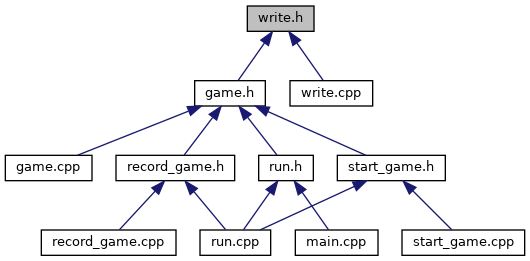 write.h
game.h
write.cpp
game.cpp
record_game.h
run.h
start_game.h
record_game.cpp
run.cpp
main.cpp
start_game.cpp